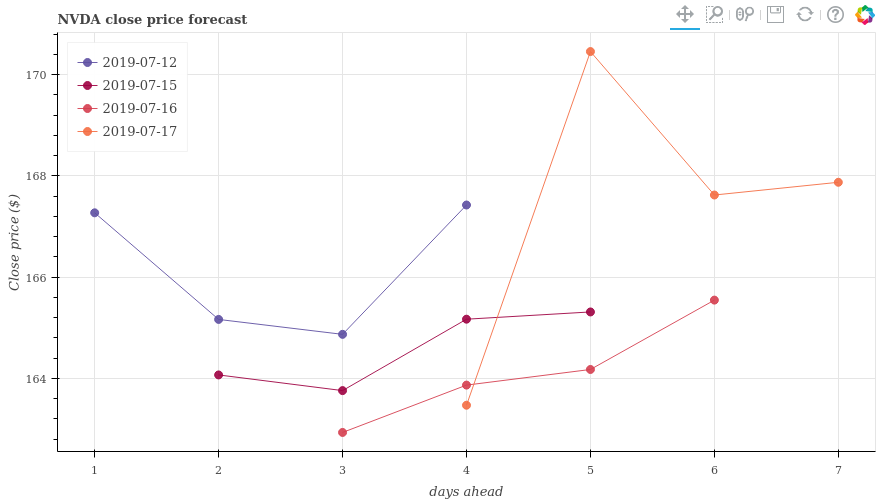 NVDA close price forecast
2019-07-12
2019-07-15
2019-07-16
2019-07-17
170
168
166
164
Close price ($)
1 2 3 4 5 6 7
days ahead